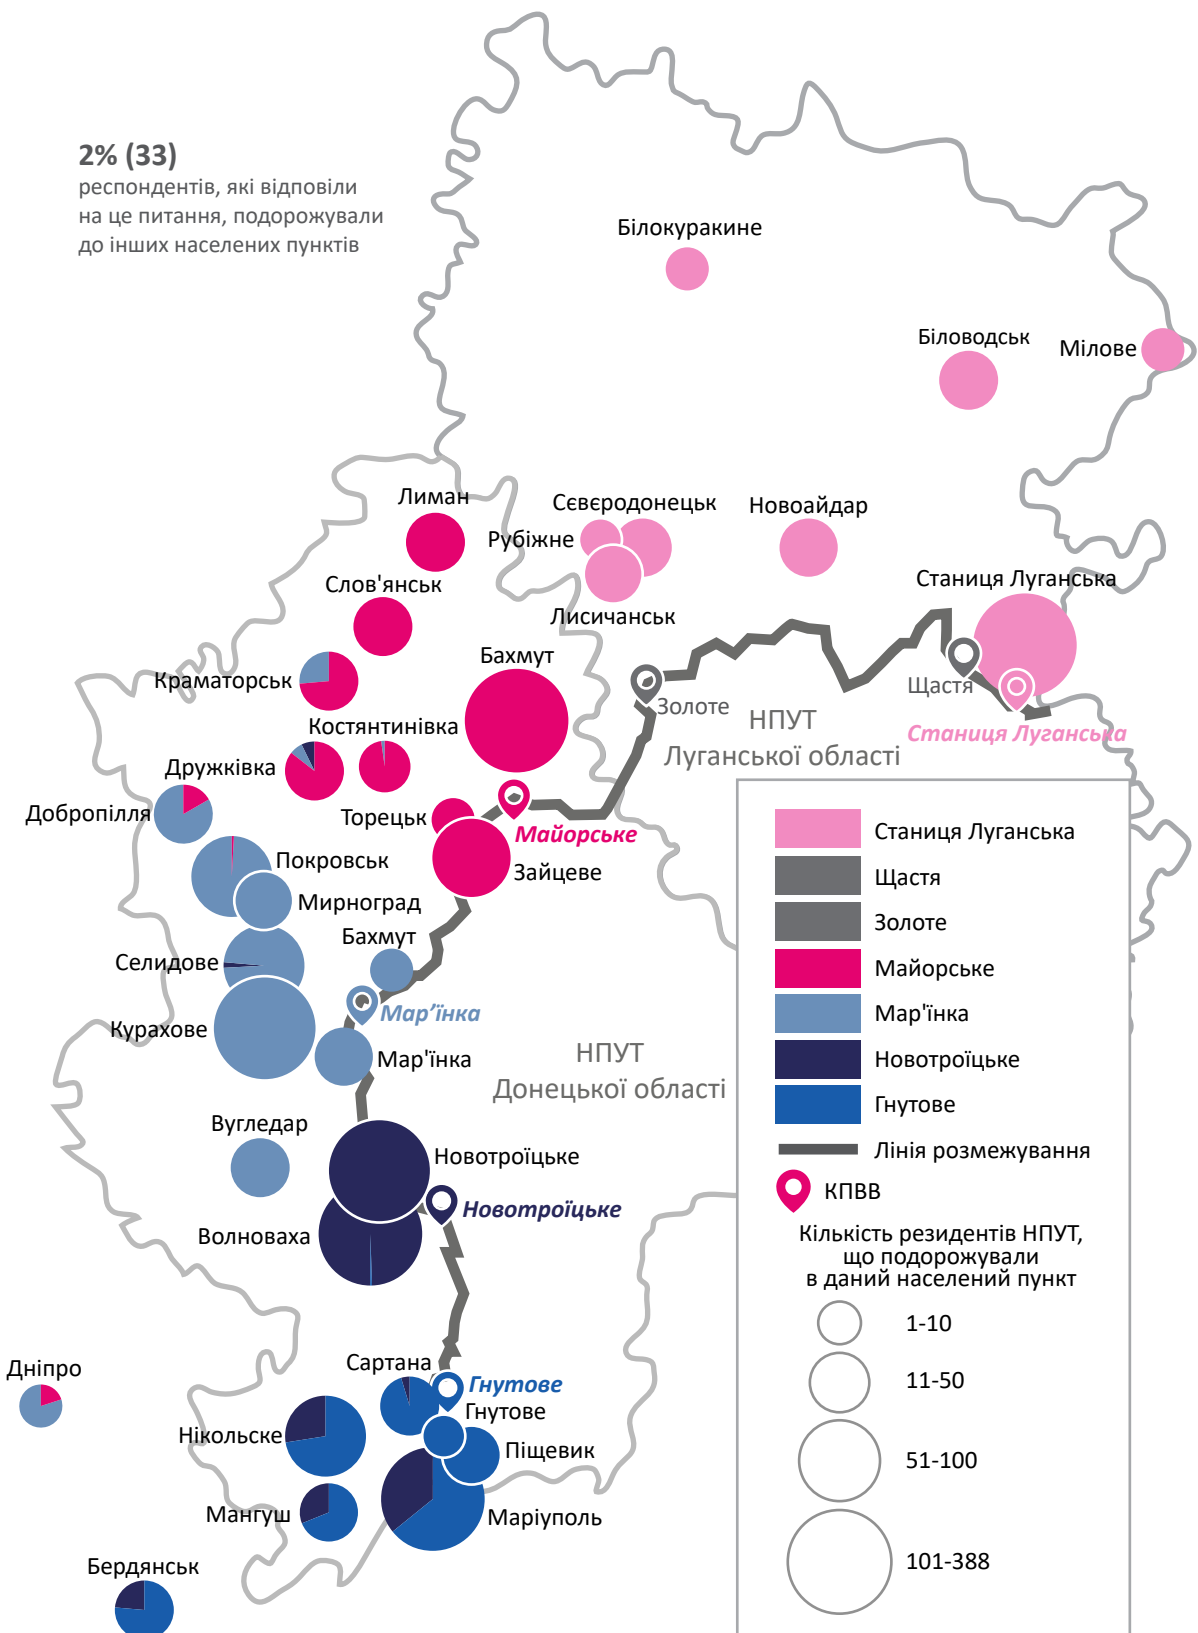 2% (33)
респондентів, які відповіли
на це питання, подорожували
до інших населених пунктів
Білокуракине
Біловодськ
Мілове
Лиман
Сєвєродонецьк
Новоайдар
Рубіжне
Слов'янськ
Лисичанськ
Станиця Луганська
Бахмут
Краматорськ
Щастя
Золоте
Костянтинівка
НПУТ
Луганської області
Станиця Луганська
Дружківка
Добропілля
Торецьк
Майорське
Покровськ
Зайцеве
Мирноград
Бахмут
Селидове
Мар’їнка
Курахове
Мар'їнка
НПУТ
Донецької області
Вугледар
Новотроїцьке
Новотроїцьке
Волноваха
Сартана
Дніпро
Гнутове
Гнутове
Нікольске
Піщевик
Мангуш
Маріуполь
Бердянськ
Станиця Луганська
Щастя
Золоте
Майорське
Мар'їнка
Новотроїцьке
Гнутове
Лінія розмежування
КПВВ
Кількість резидентів НПУТ,
що подорожували
в даний населений пункт
1-10
11-50
51-100
101-388